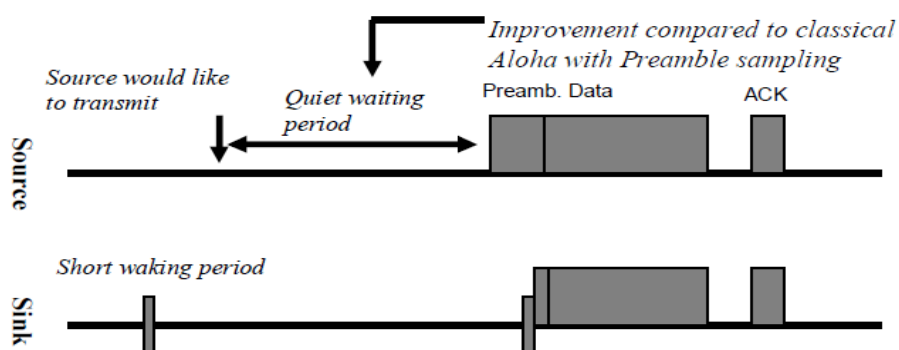 Improvement compared to classical
Aloha with Preamble sampling
Source would like
to transmit
Quiet waiting
period
Preamb. Data
ACK
Source
Short waking period
Sink